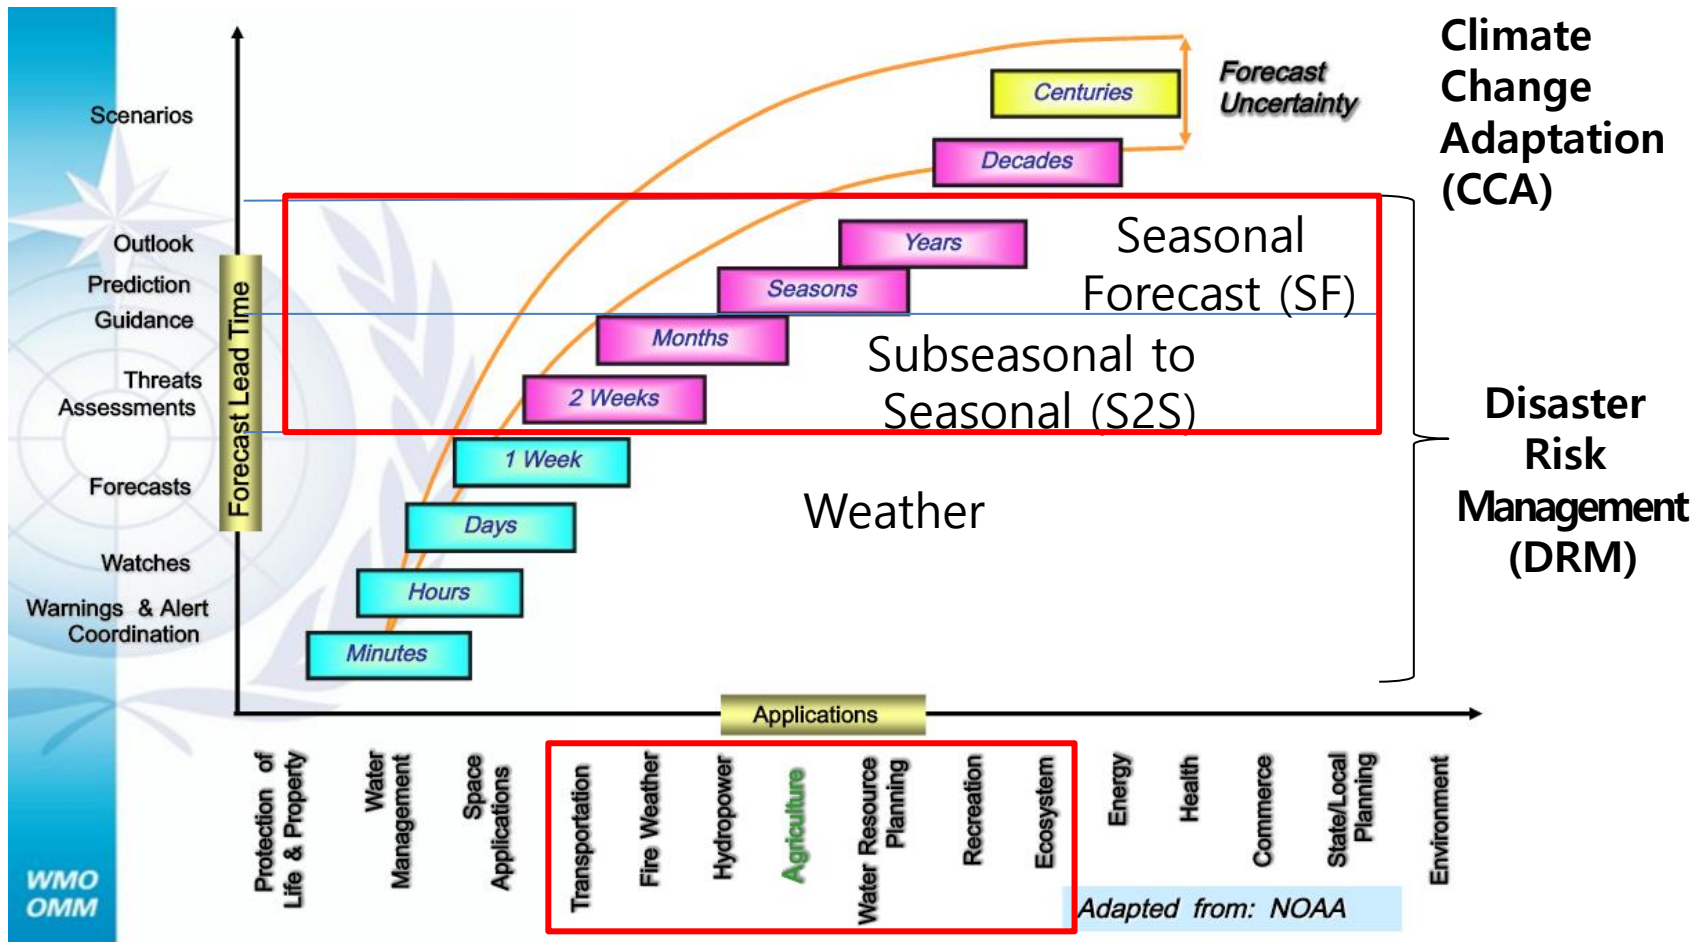 Climate
Change
Adaptation
(CCA)
Forecast
Uncertainty
Centuries
Decades
Years
Seasons
Months
2 Weeks
1 Week
Days
Hours
Minutes
Seasonal
Forecast (SF)
Subseasonal to
Seasonal (S2S)
Weather
Disaster
Risk
Management
(DRM)
Scenarios
Outlook
Prediction
Guidance
Threats
Assessments
Forecasts
Watches
Warnings & Alert
Coordination
Forecast Lead Time
Applications
Protection of
Life & Property
Water
Management
Space
Applications
Transportation
Fire Weather
Hydropower
Agriculture
Water Resource
Planning
Recreation
Ecosystem
Energy
Health
Commerce
State/Local
Planning
Environment
WMO
OMM
Adapted from: NOAA